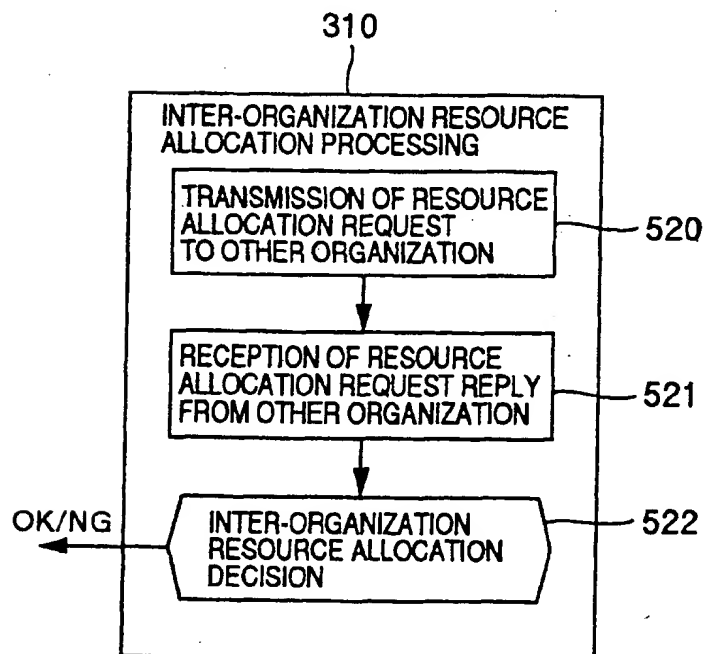 310
INTER-ORGANIZATION RESOURCE
ALLOCATION PROCESSING
TRANSMISSION OF RESOURCE
ALLOCATION REQUEST
TO OTHER ORGANIZATION
520
RECEPTION OF RESOURCE
ALLOCATION REQUEST REPLY
FROM OTHER ORGANIZATION
521
OK/NG
INTER-ORGANIZATION
RESOURCE ALLOCATION
DECISION
522